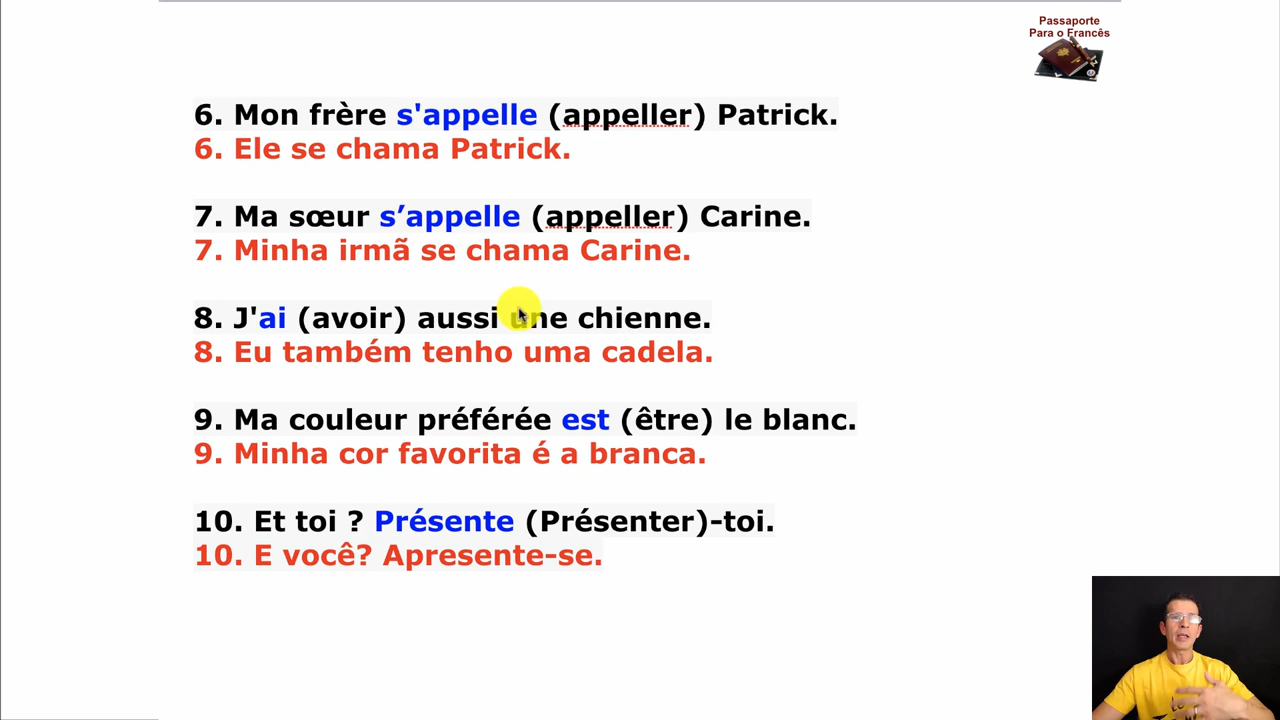 Passaporte
Para o Francês
6. Mon frère s'appelle (appeller) Patrick.
6. Ele se chama Patrick.
7. Ma sœur s’appelle (appeller) Carine.
7. Minha irmã se chama Carine.
8. J'ai (avoir) aussi une chienne.
8. Eu também tenho uma cadela.
9. Ma couleur préférée est (être) le blanc.
9. Minha cor favorita é a branca.
10. Et toi ? Présente (Présenter)-toi.
10. E você? Apresente-se.